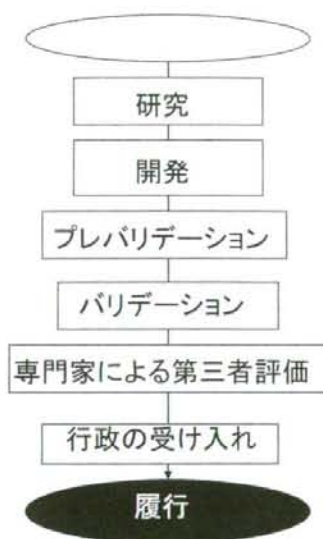 研究
開発
プレバリデーション
バリデーション
専門家による第三者評価
行政の受け入れ
履行